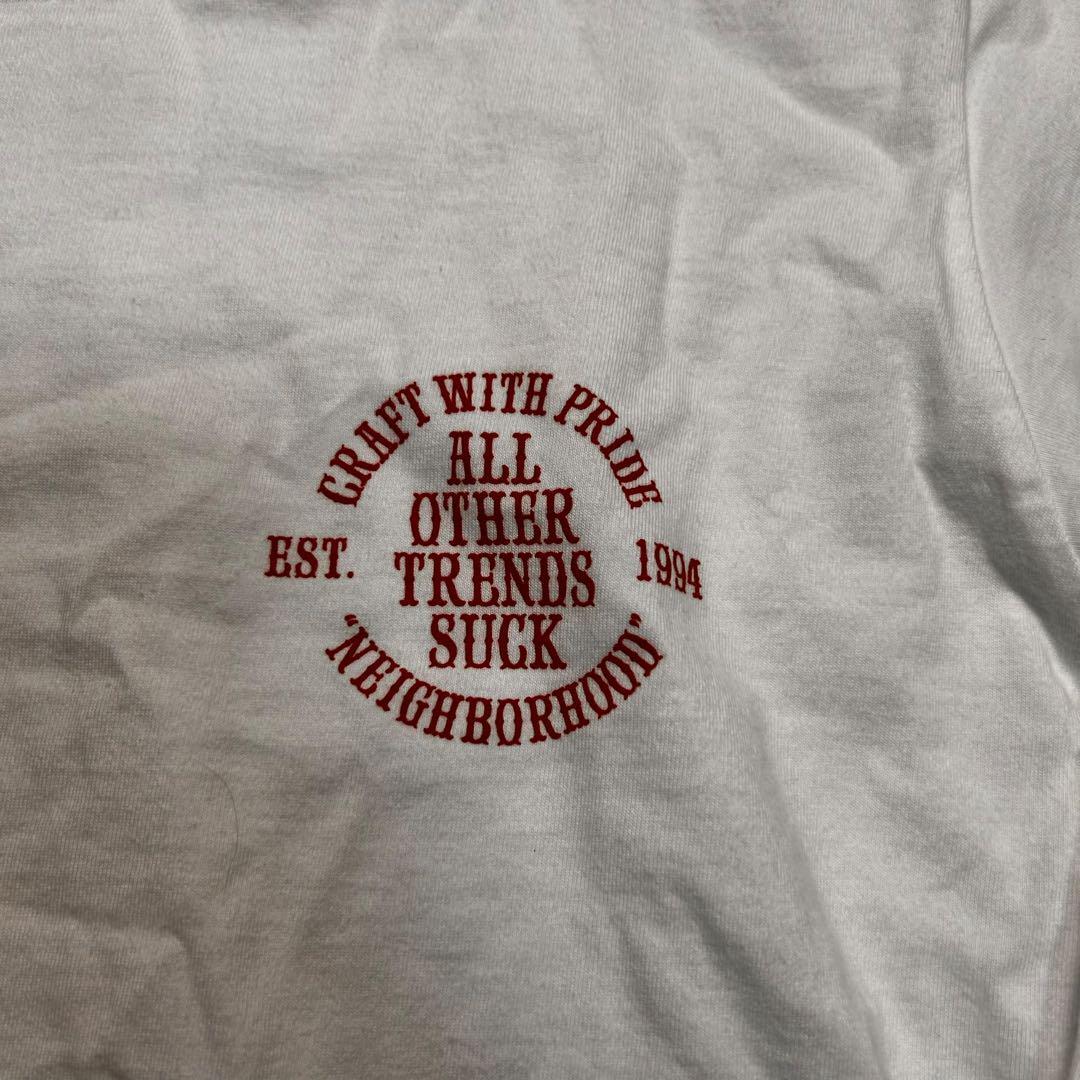 CRAFT WITH PRIDE
ALL
OTHER
TRENDS
SUCK
EST.
1994
"NEIGHBORHOOD"